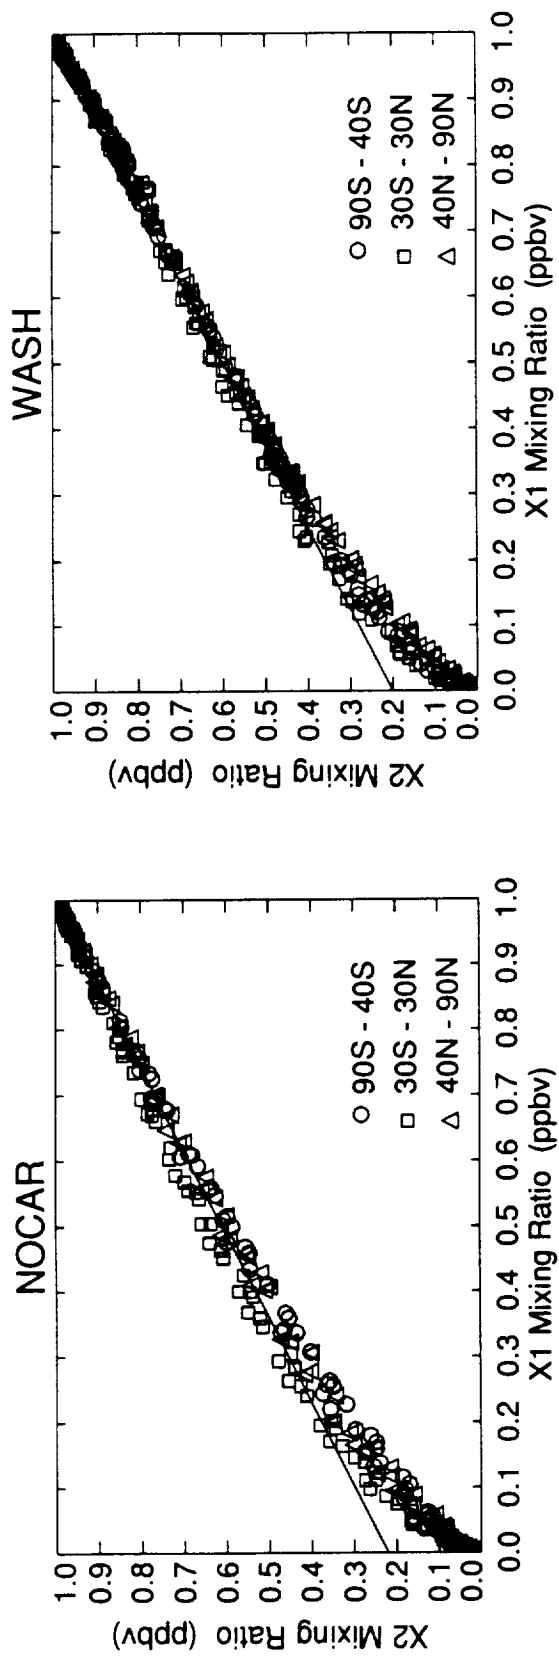 NOCAR
X2 Mixing Ratio (ppbv)
1.0
0.9
0.8
0.7
0.6
0.5
0.4
0.3
0.2
0.1
0.0
○ 90S - 40S
□ 30S - 30N
△ 40N - 90N
0.0 0.1 0.2 0.3 0.4 0.5 0.6 0.7 0.8 0.9 1.0
X1 Mixing Ratio (ppbv)
WASH
X2 Mixing Ratio (ppbv)
1.0
0.9
0.8
0.7
0.6
0.5
0.4
0.3
0.2
0.1
0.0
○ 90S - 40S
□ 30S - 30N
△ 40N - 90N
0.0 0.1 0.2 0.3 0.4 0.5 0.6 0.7 0.8 0.9 1.0
X1 Mixing Ratio (ppbv)